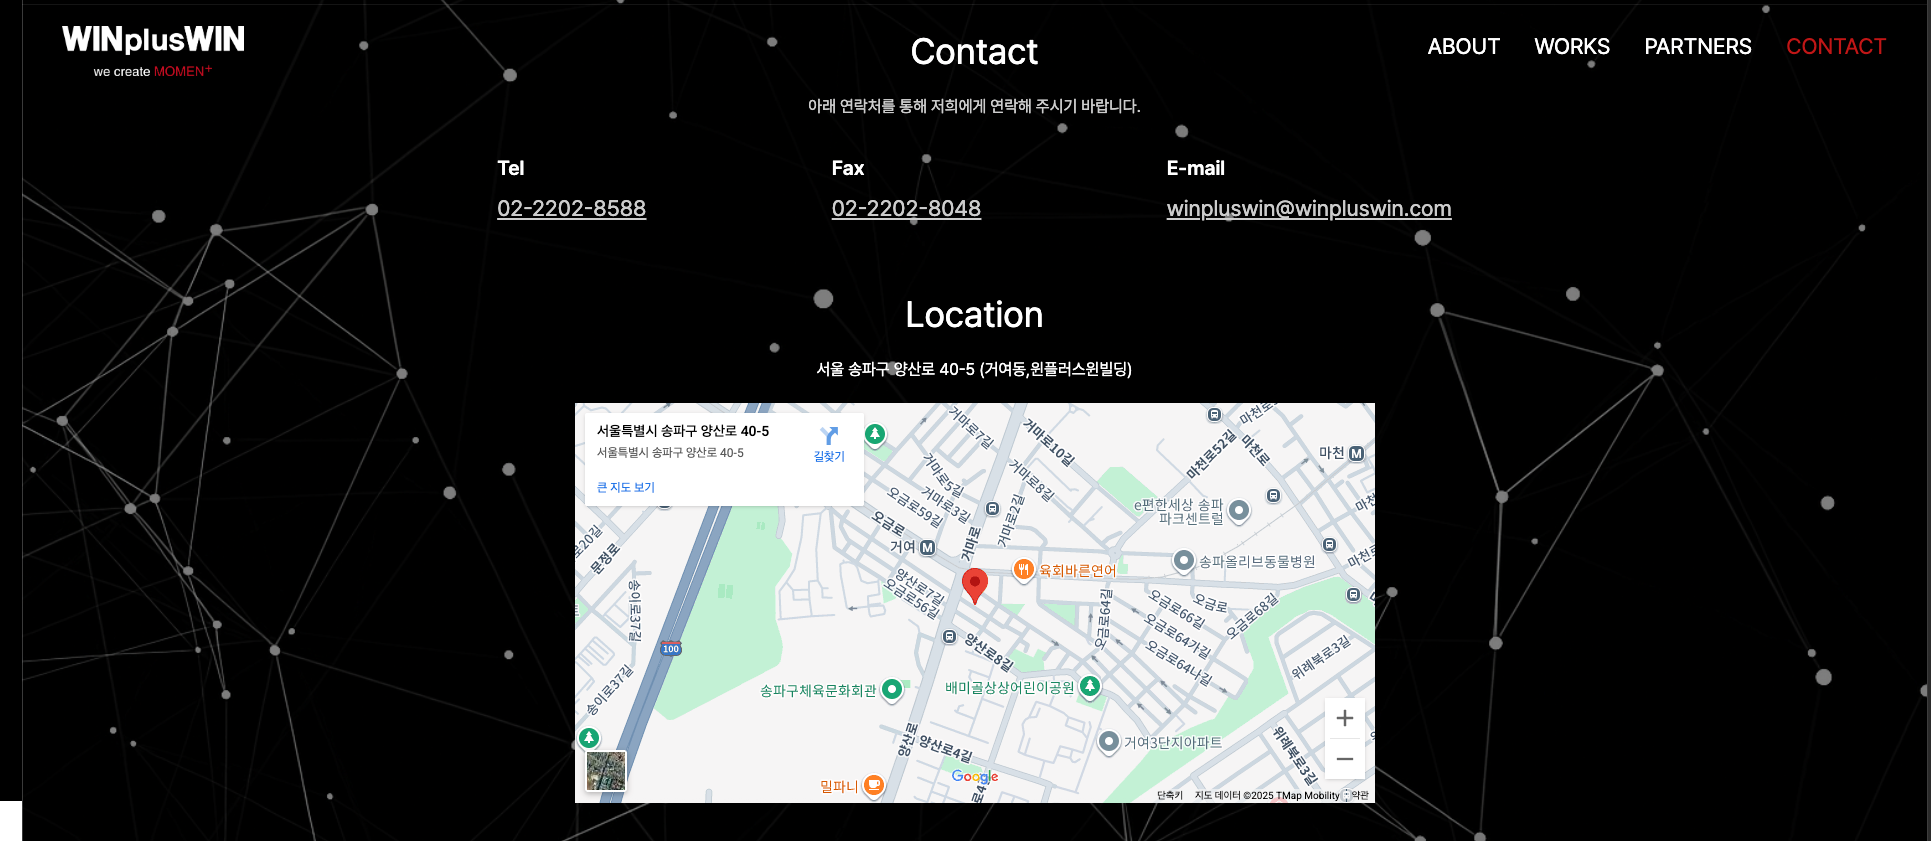 WINplusWIN
we create MOMEN+
ABOUT WORKS PARTNERS CONTACT
Contact
아래 연락처를 통해 저희에게 연락해 주시기 바랍니다.
Tel
02-2202-8588
Fax
02-2202-8048
E-mail
winpluswin@winpluswin.com
Location
서울 송파구 양산로 40-5 (거여동,윈플러스윈빌딩)
서울특별시 송파구 양산로 40-5
서울특별시 송파구 양산로 40-5
길찾기
큰 지도 보기
거마로7길
거마로10길
마천로52길
마천로
마천
거마로5길
거마로8길
거마로3길
거마로2길
오금로59길
오금로
거마로
e편한세상 송파
파크센트럴
거여
문정로
송파올리브동물병원
육회바른연어
양산로7길
오금로56길
송이로37길
오금로64길
오금로66길
오금로
오금로68길
오금로64가길
오금로64나길
양산로8길
위례북로3길
100
송이로37길
송파구체육문화회관
배미골상상어린이공원
양산로
양산로4길
거여3단지아파트
위례북로3길
밀파니
Google
단축키
지도 데이터 ©2025 TMap Mobility
약관